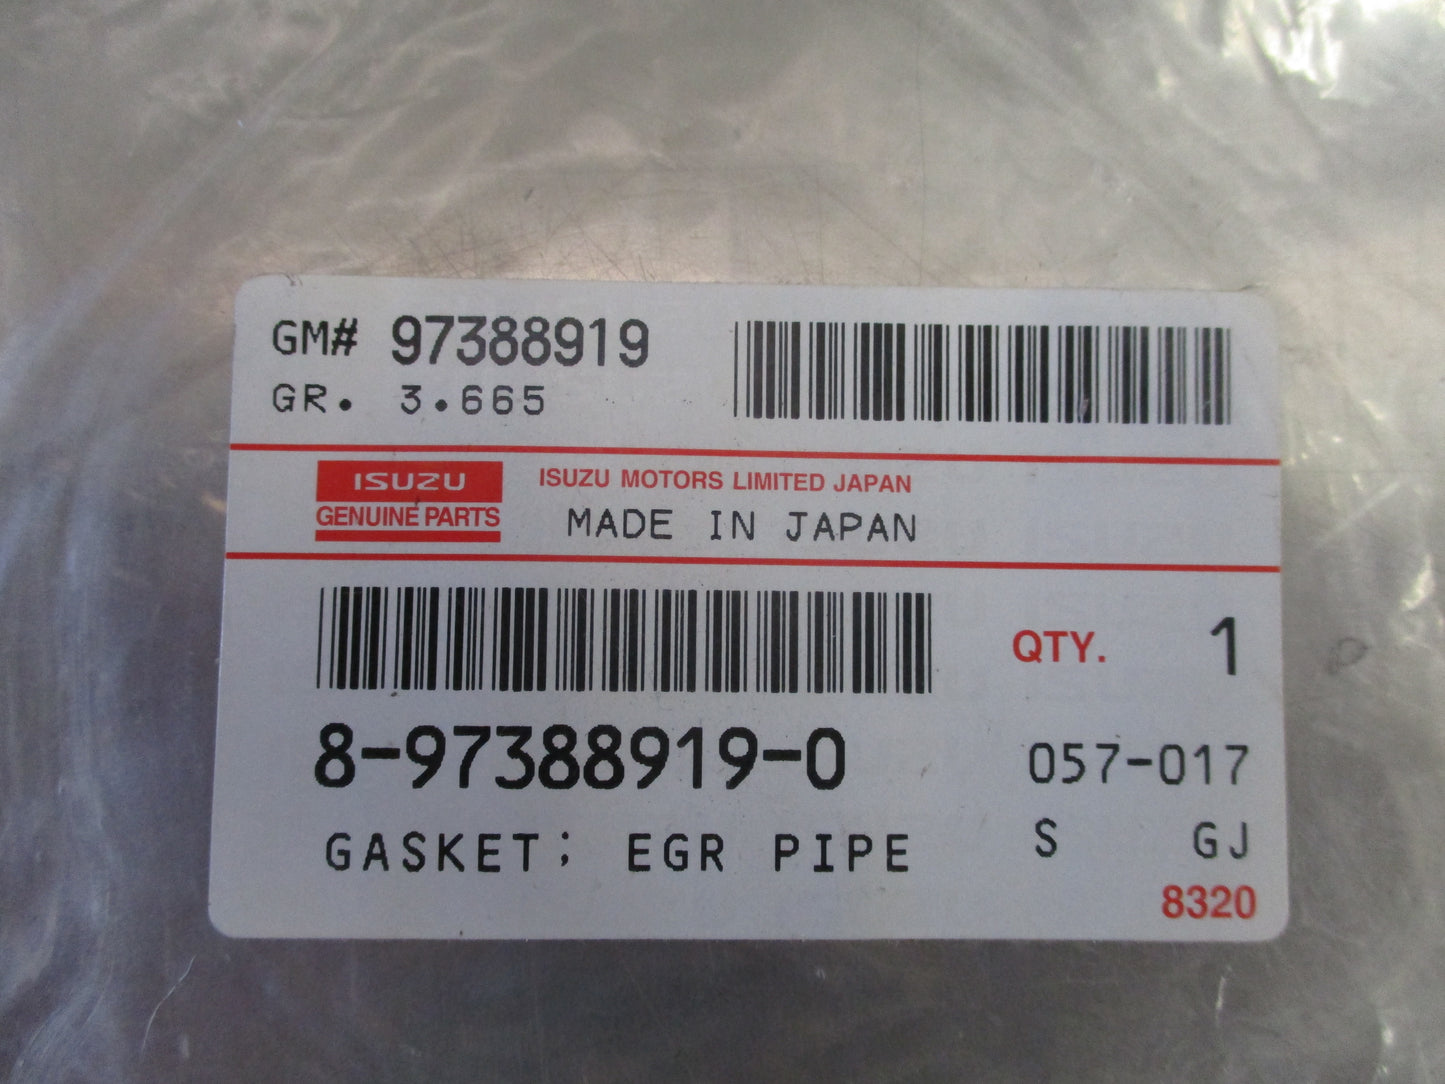 GM# 97388919
GR. 3.665
ISUZU
GENUINE PARTS
ISUZU MOTORS LIMITED JAPAN
MADE IN JAPAN
QTY. 1
8-97388919-0
057-017
GASKET; EGR PIPE
S GJ
8320